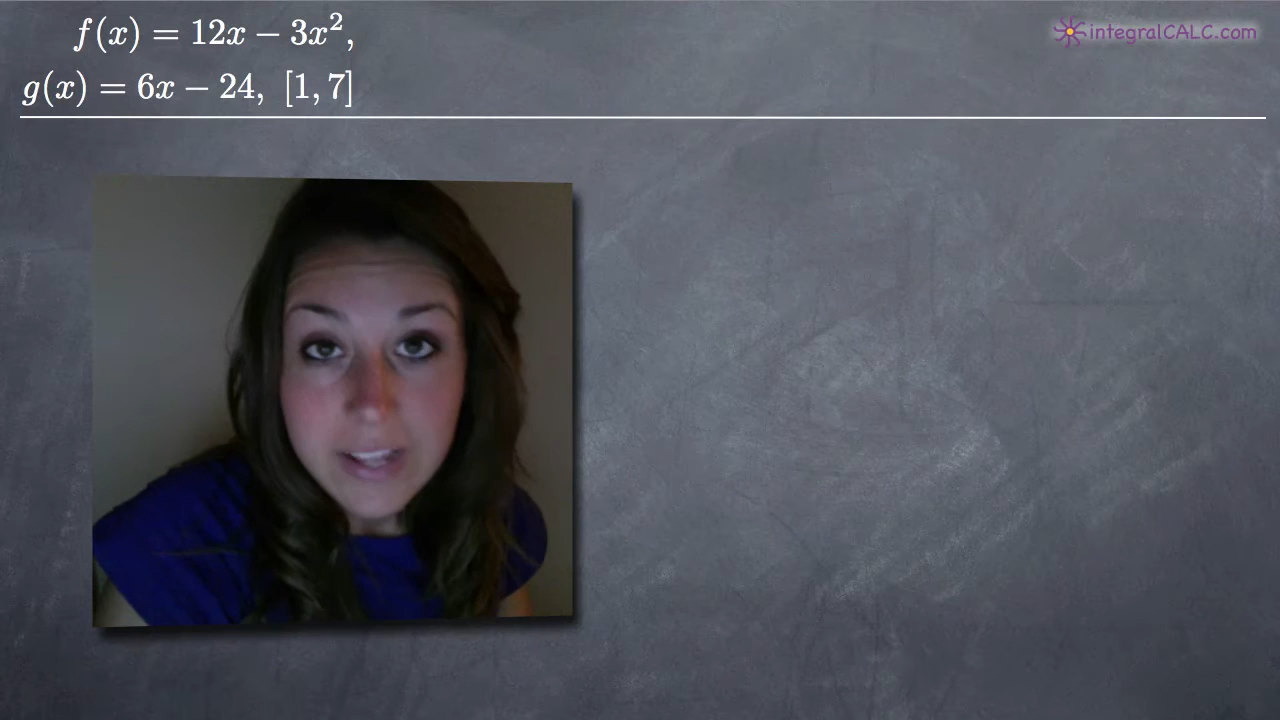 f(x) = 12x − 3x²,
integralCALC.com
g(x) = 6x − 24, [1, 7]